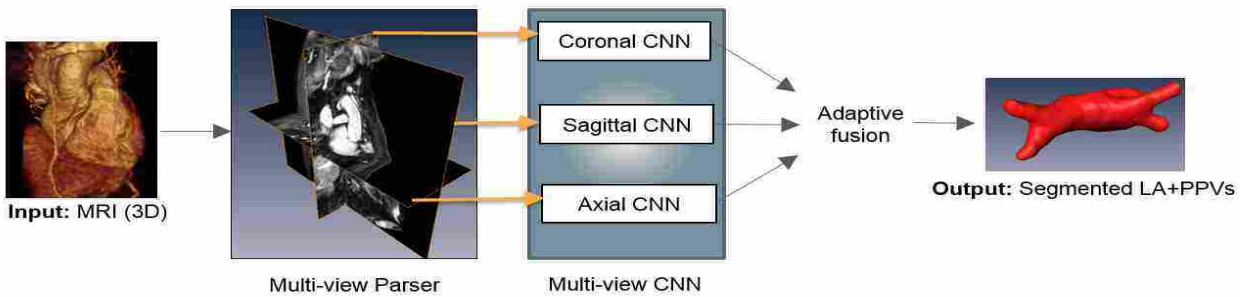 Input: MRI (3D)
Multi-view Parser
Coronal CNN
Sagittal CNN
Axial CNN
Multi-view CNN
Adaptive
fusion
Output: Segmented LA+PPVs